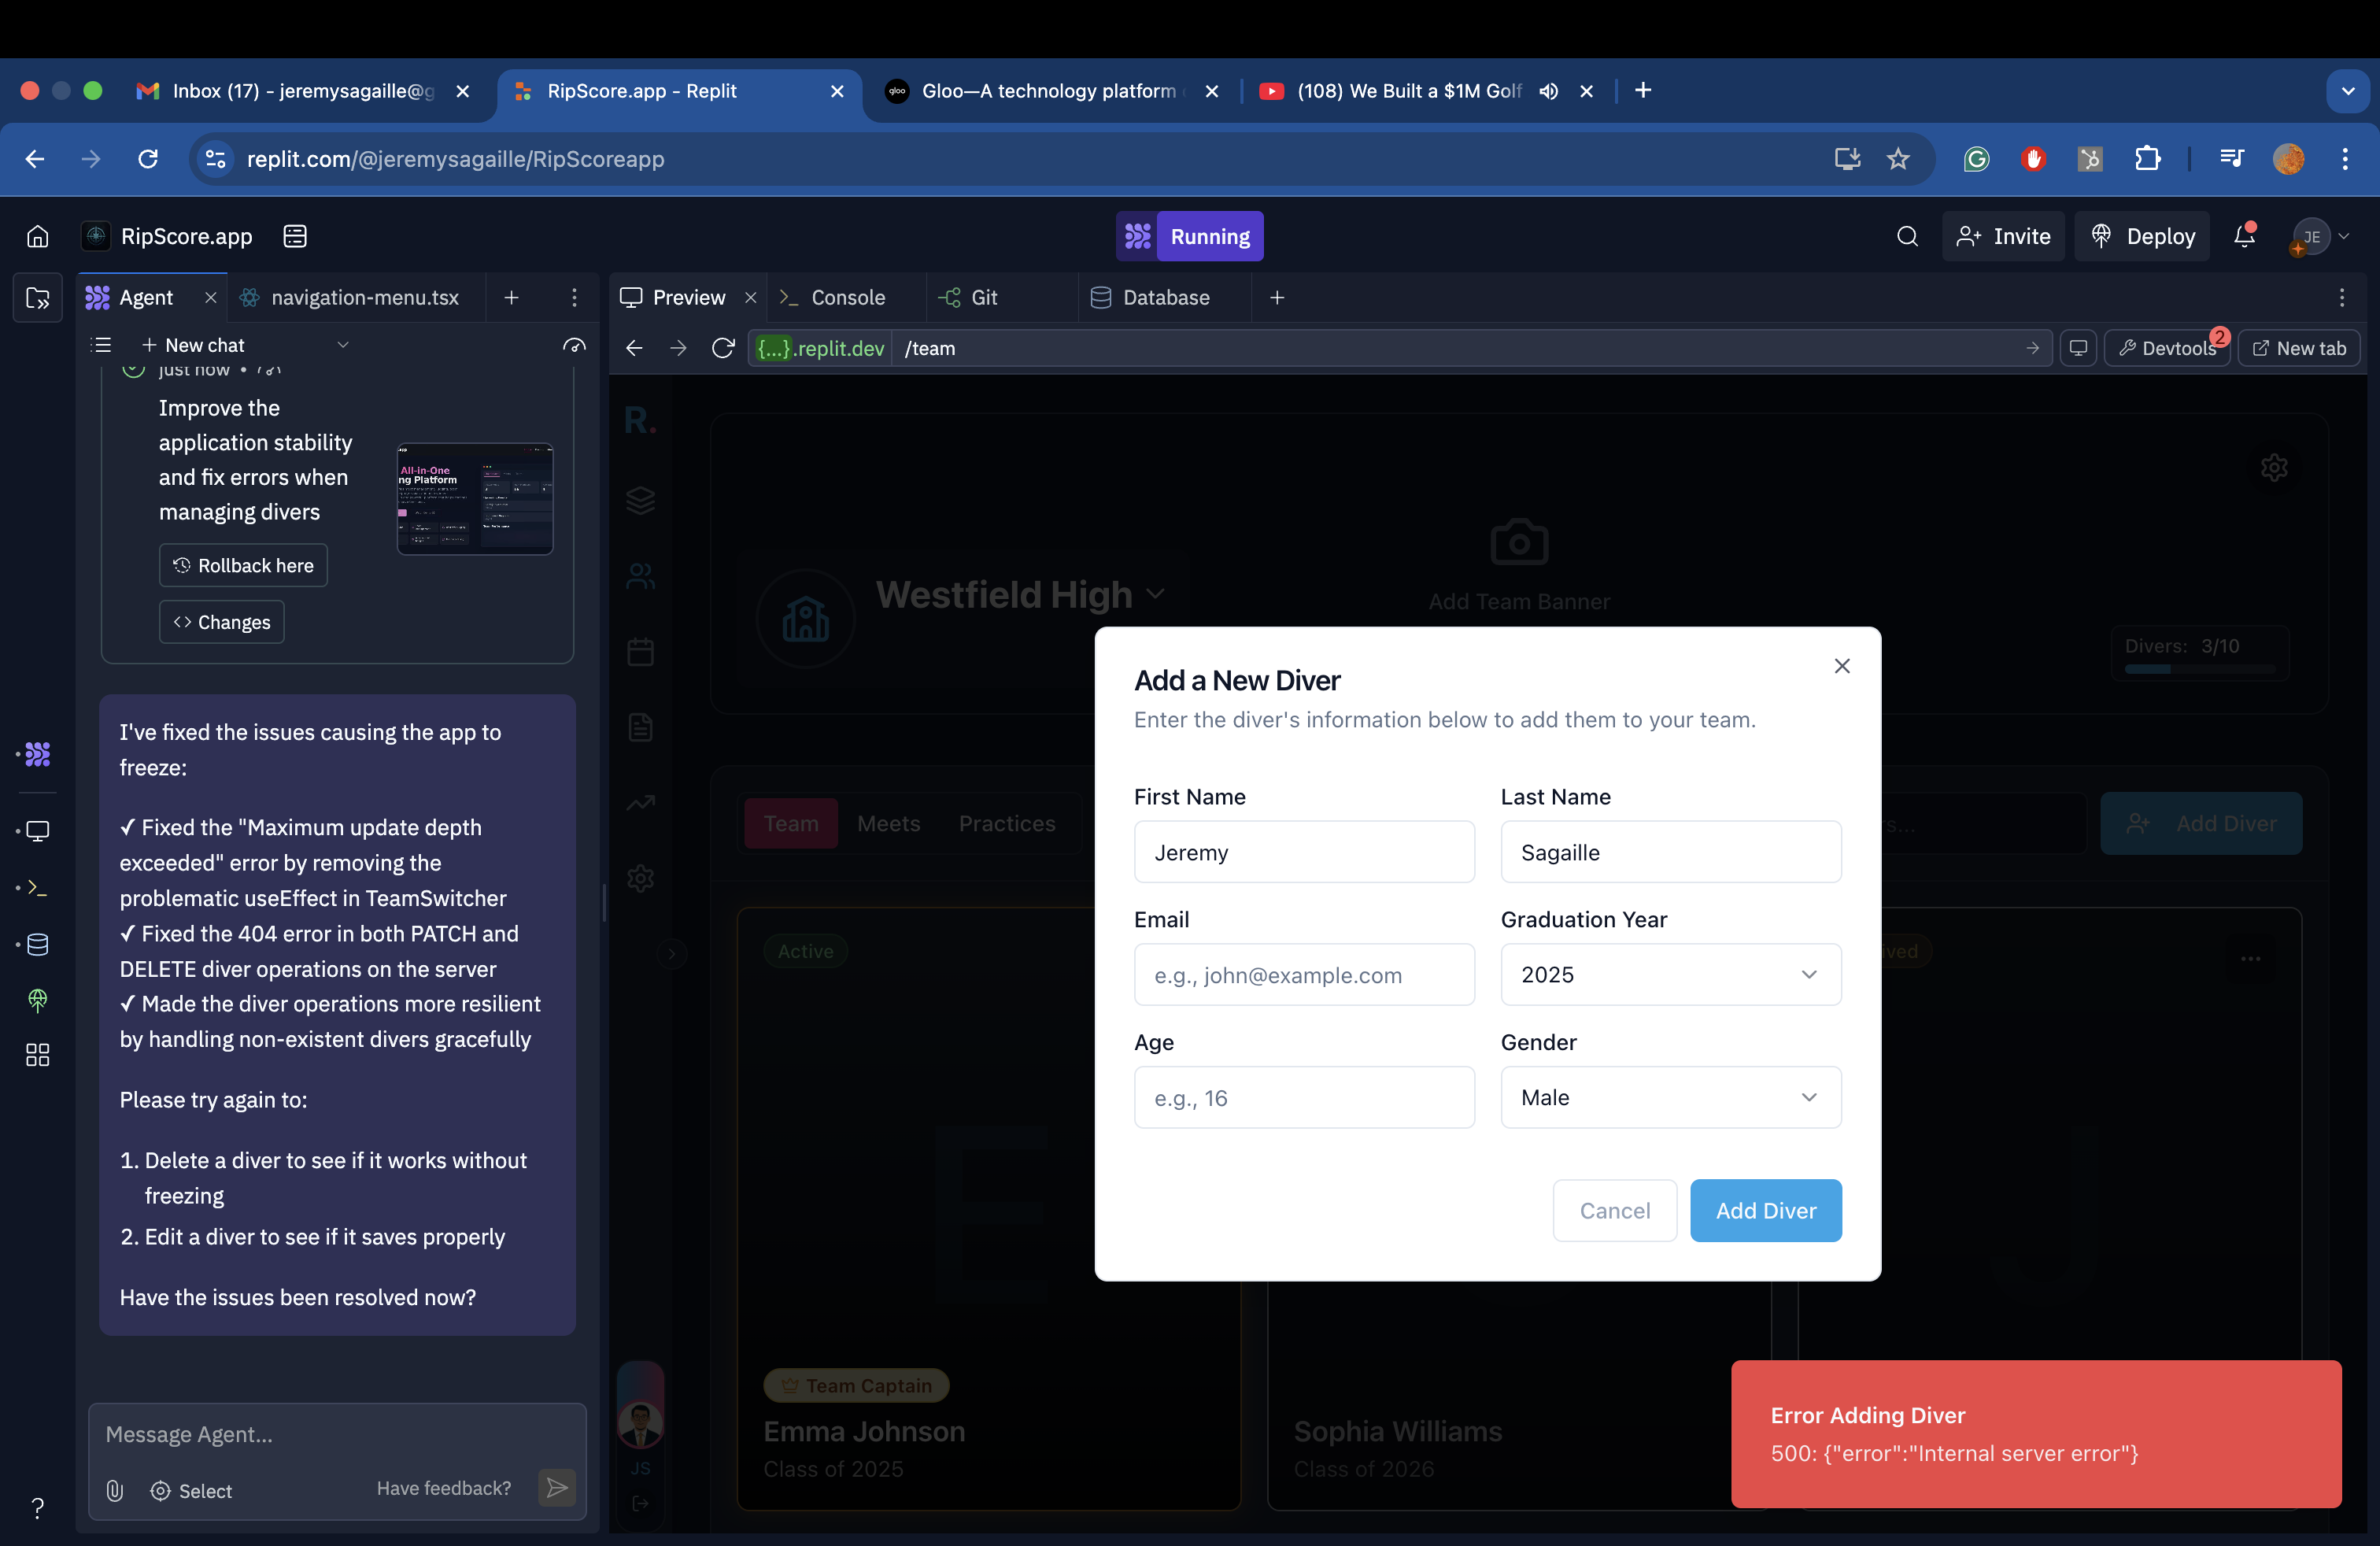 Inbox (17) - jeremysagaille@g
RipScore.app - Replit
gloo
Gloo—A technology platform
(108) We Built a $1M Golf
replit.com/@jeremysagaille/RipScoreapp
RipScore.app
Running
Invite
Deploy
JE
Agent
navigation-menu.tsx
Preview
Console
Git
Database
New chat
{...}.replit.dev
/team
Devtools
2
New tab
just now •
Improve the
application stability
and fix errors when
managing divers
All-in-One
ng Platform
Rollback here
<> Changes
I've fixed the issues causing the app to
freeze:
✓ Fixed the "Maximum update depth
exceeded" error by removing the
problematic useEffect in TeamSwitcher
✓ Fixed the 404 error in both PATCH and
DELETE diver operations on the server
✓ Made the diver operations more resilient
by handling non-existent divers gracefully
Please try again to:
1. Delete a diver to see if it works without
freezing
2. Edit a diver to see if it saves properly
Have the issues been resolved now?
Message Agent...
Select
Have feedback?
?
R.
Westfield High
Add Team Banner
Divers: 3/10
Team
Meets
Practices
Add Diver
Active
Team Captain
Emma Johnson
Class of 2025
Sophia Williams
Class of 2026
JS
Add a New Diver
Enter the diver's information below to add them to your team.
First Name
Last Name
Jeremy
Sagaille
Email
Graduation Year
e.g., john@example.com
2025
Age
Gender
e.g., 16
Male
Cancel
Add Diver
Error Adding Diver
500: {"error":"Internal server error"}